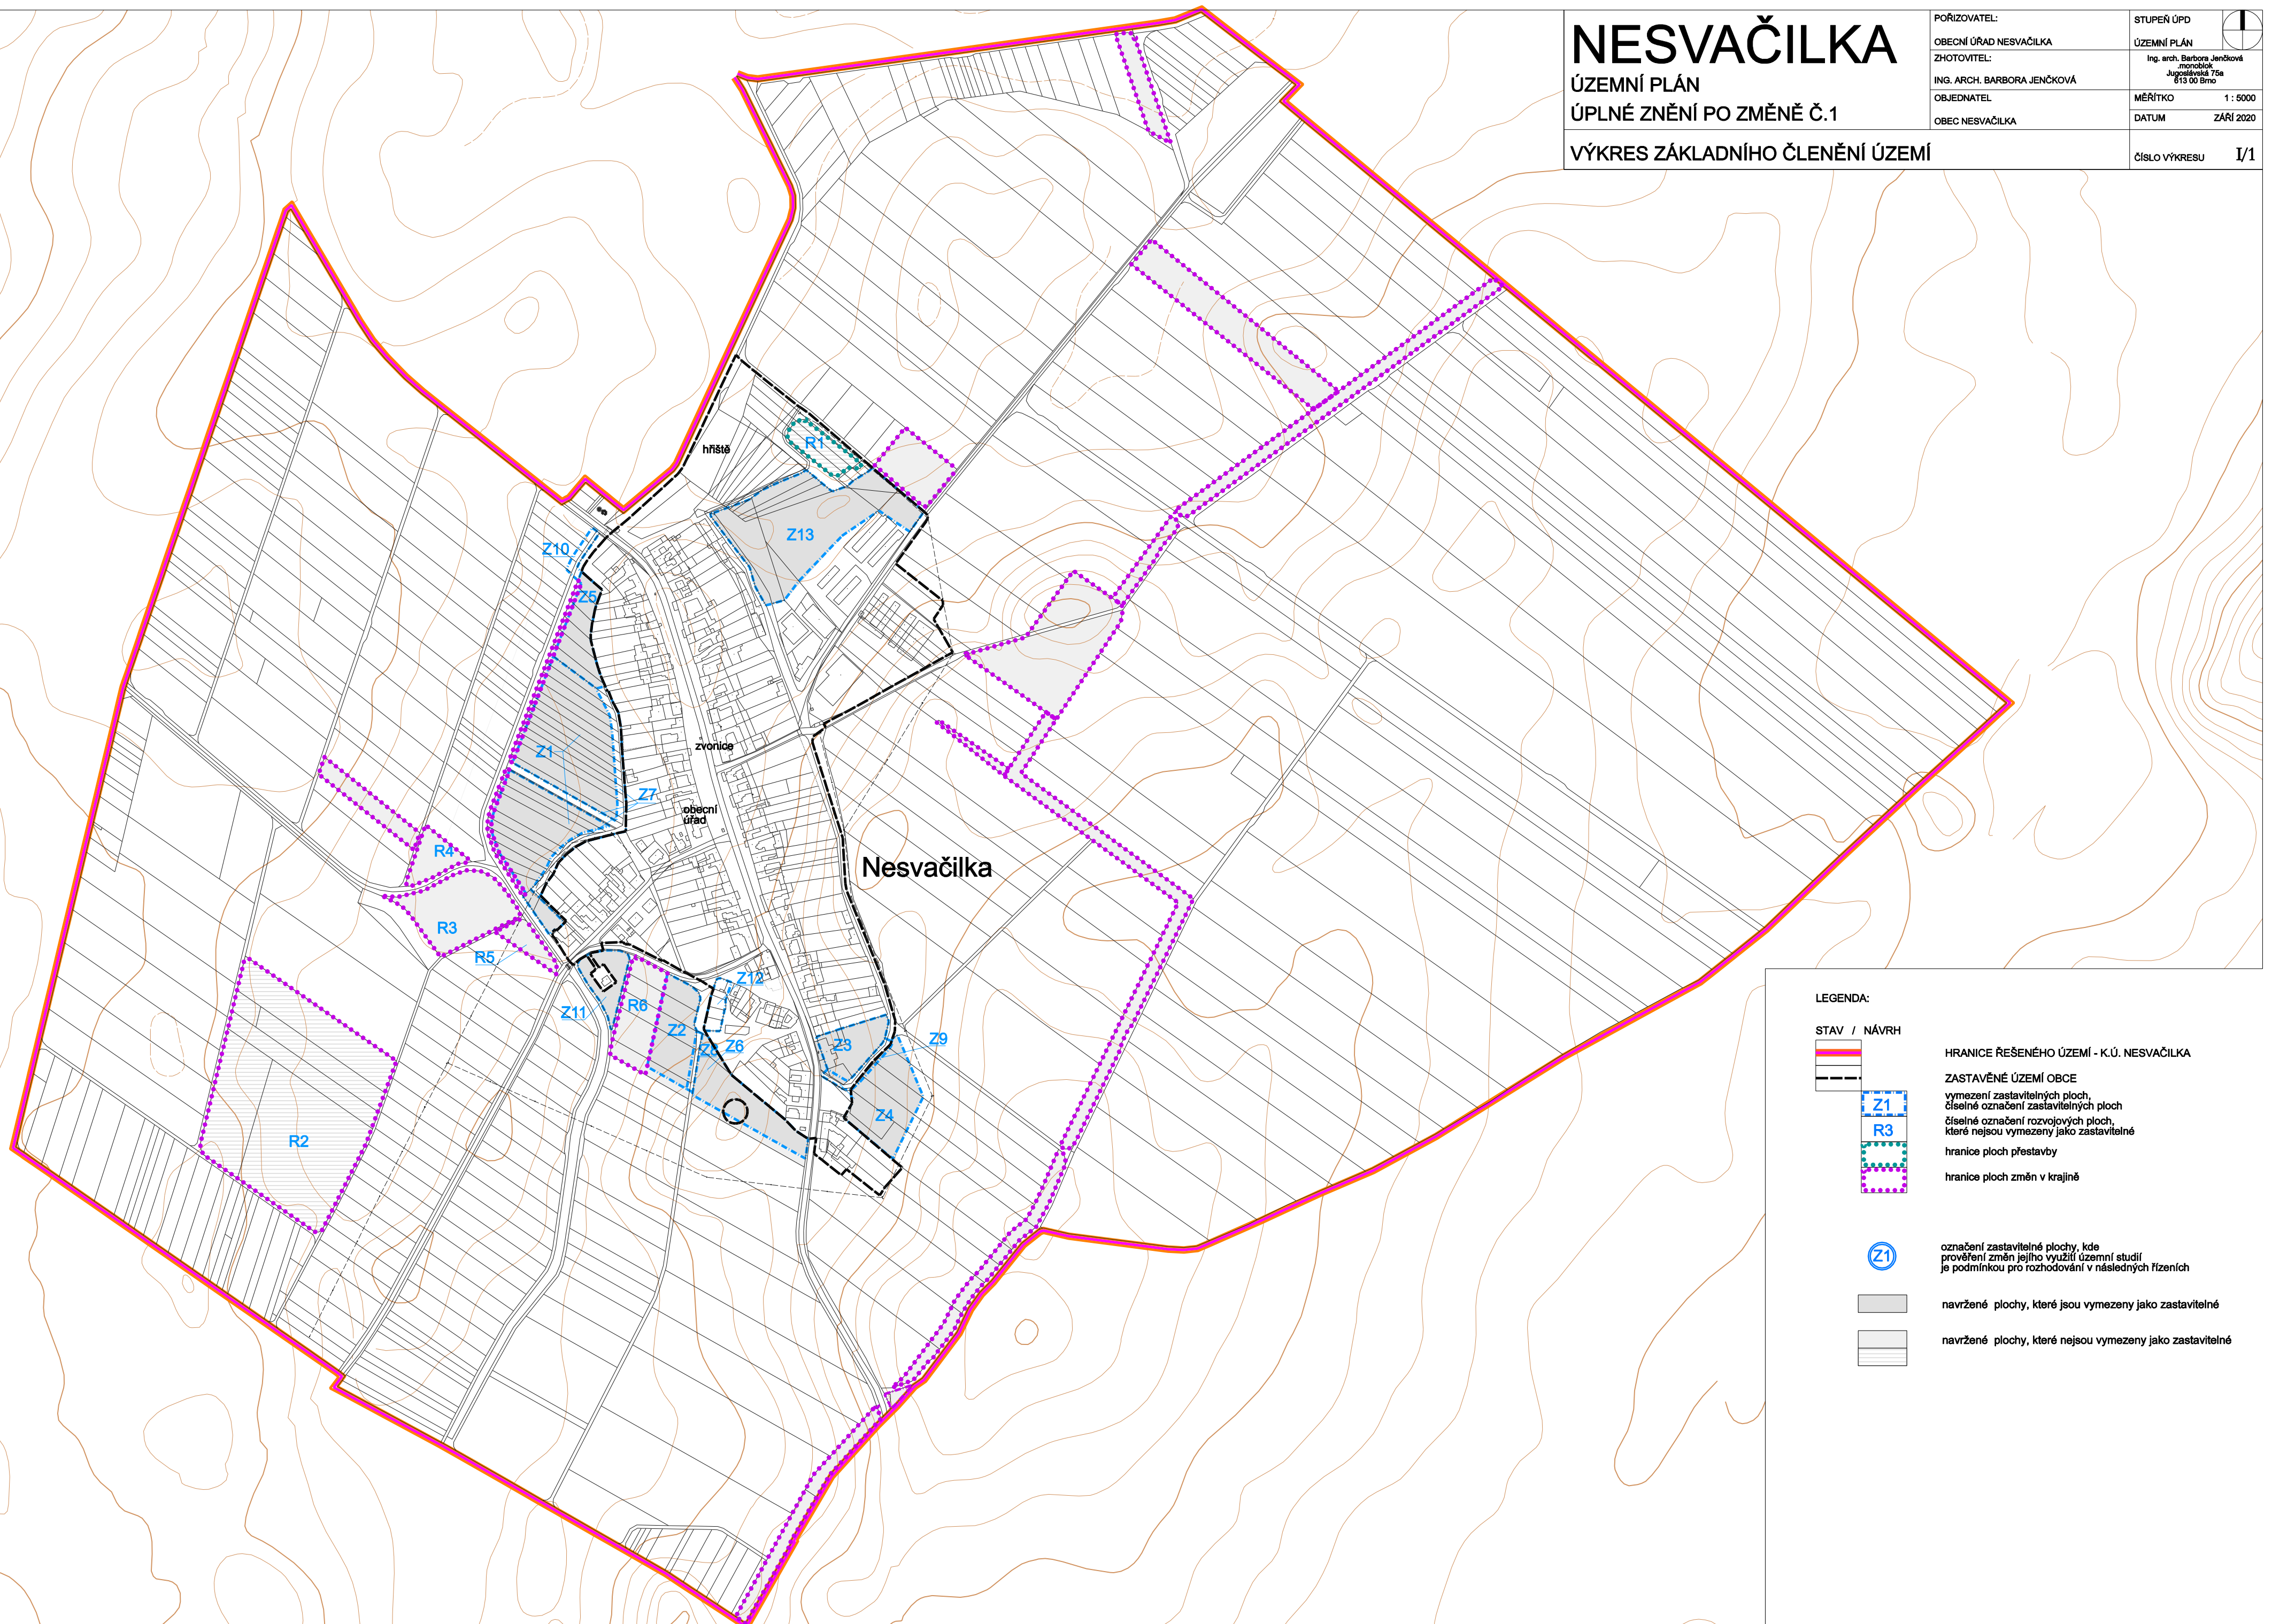 NESVAČILKA
ÚZEMNÍ PLÁN
ÚPLNÉ ZNĚNÍ PO ZMĚNĚ Č.1
VÝKRES ZÁKLADNÍHO ČLENĚNÍ ÚZEMÍ
POŘIZOVATEL:
OBECNÍ ÚŘAD NESVAČILKA
ZHOTOVITEL:
ING. ARCH. BARBORA JENČKOVÁ
OBJEDNATEL
OBEC NESVAČILKA
STUPEŇ ÚPD
ÚZEMNÍ PLÁN
Ing. arch. Barbora Jenčková
.monoblok
Jugoslávská 75a
613 00 Brno
MĚŘÍTKO 1 : 5000
DATUM ZÁŘÍ 2020
ČÍSLO VÝKRESU I/1
hřiště
R1
Z13
Z10
Z5
zvonice
Z1
Z7
obecní
úřad
R4
Nesvačilka
R3
R5
Z12
R6
Z11
Z2
Z9
Z3
Z6
Z8
Z4
R2
LEGENDA:
STAV / NÁVRH
HRANICE ŘEŠENÉHO ÚZEMÍ - K.Ú. NESVAČILKA
ZASTAVĚNÉ ÚZEMÍ OBCE
Z1
vymezení zastavitelných ploch,
číselné označení zastavitelných ploch
R3
číselné označení rozvojových ploch,
které nejsou vymezeny jako zastavitelné
hranice ploch přestavby
hranice ploch změn v krajině
Z1
označení zastavitelné plochy, kde
prověření změn jejího využití územní studií
je podmínkou pro rozhodování v následných řízeních
navržené plochy, které jsou vymezeny jako zastavitelné
navržené plochy, které nejsou vymezeny jako zastavitelné